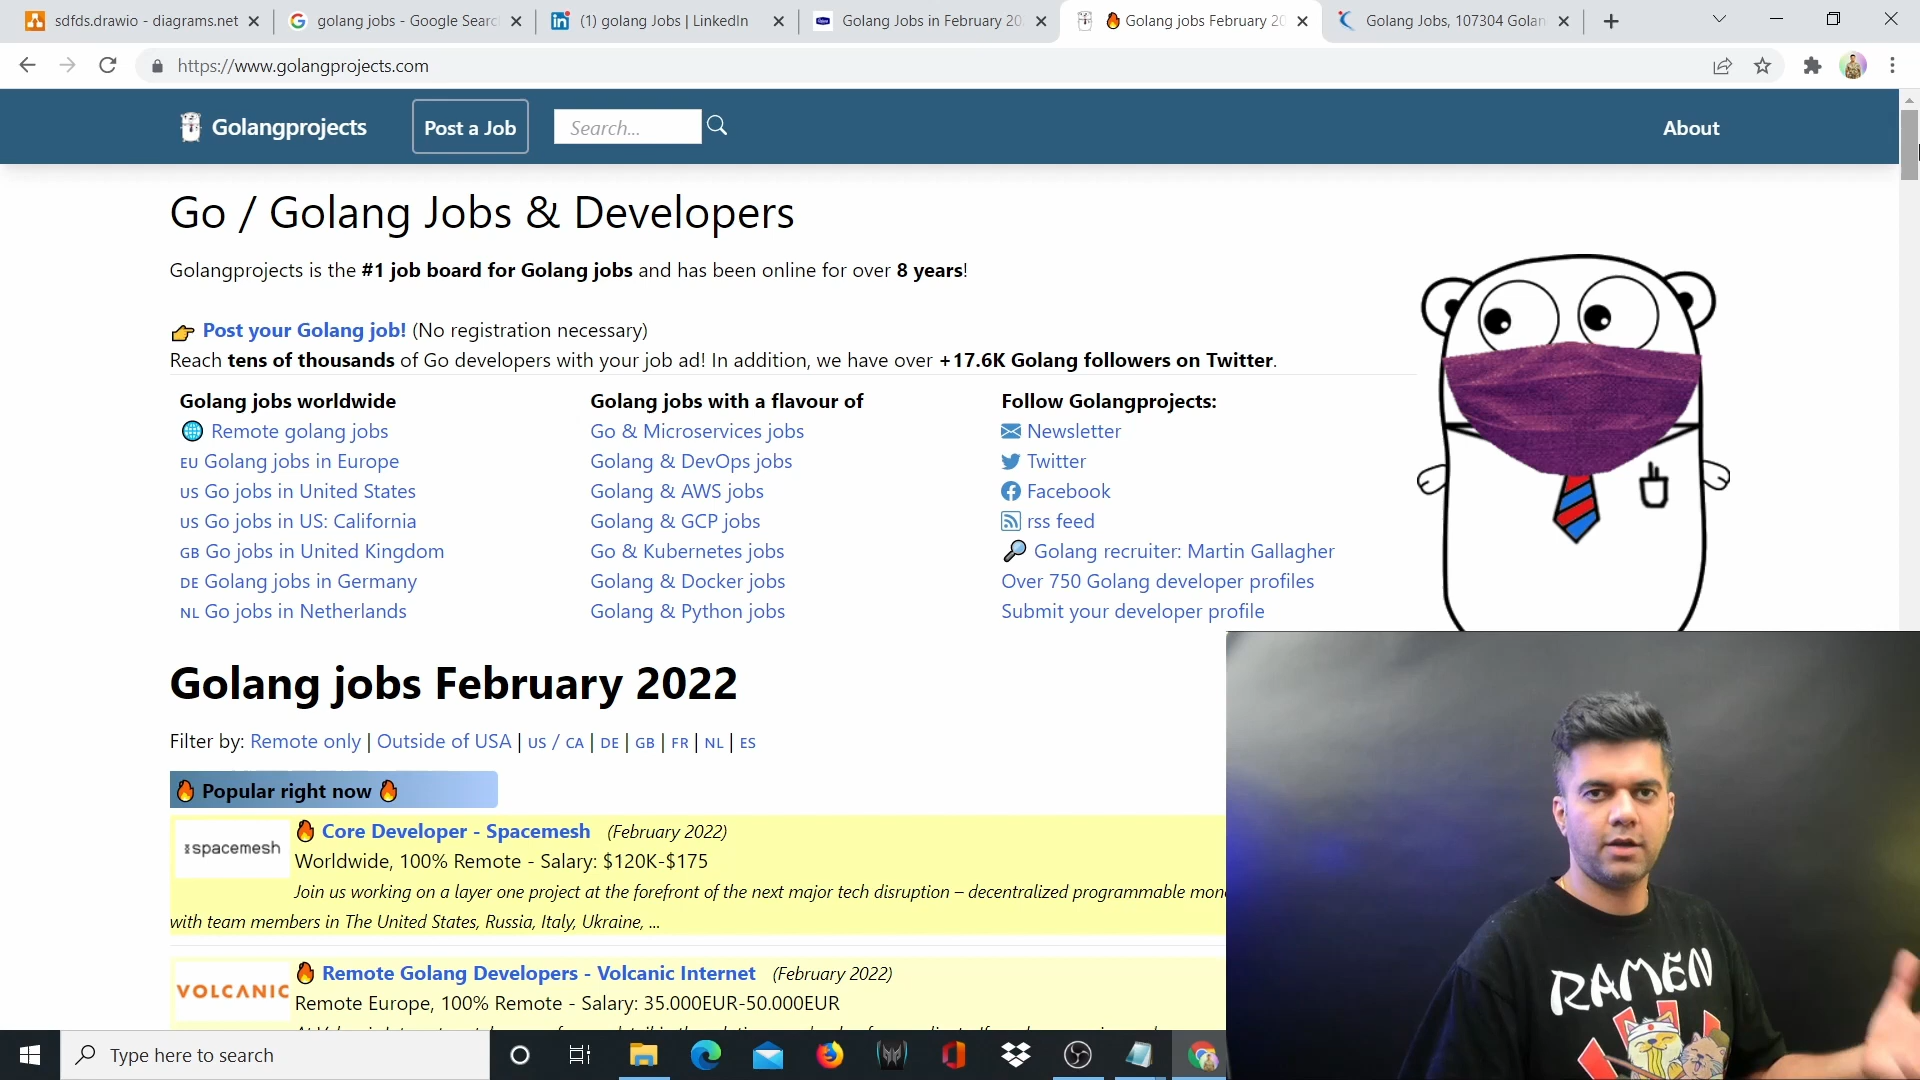 sdfds.drawio - diagrams.net
golang jobs - Google Searc
(1) golang Jobs | LinkedIn
Golang Jobs in February 20
🔥 Golang jobs February 20
Golang Jobs, 107304 Golan
https://www.golangprojects.com
Golangprojects
Post a Job
Search...
About
Go / Golang Jobs & Developers
Golangprojects is the #1 job board for Golang jobs and has been online for over 8 years!
👉 Post your Golang job! (No registration necessary)
Reach tens of thousands of Go developers with your job ad! In addition, we have over +17.6K Golang followers on Twitter.
Golang jobs worldwide
🌐 Remote golang jobs
EU Golang jobs in Europe
US Go jobs in United States
US Go jobs in US: California
GB Go jobs in United Kingdom
DE Golang jobs in Germany
NL Go jobs in Netherlands
Golang jobs with a flavour of
Go & Microservices jobs
Golang & DevOps jobs
Golang & AWS jobs
Golang & GCP jobs
Go & Kubernetes jobs
Golang & Docker jobs
Golang & Python jobs
Follow Golangprojects:
Newsletter
Twitter
Facebook
rss feed
🔎 Golang recruiter: Martin Gallagher
Over 750 Golang developer profiles
Submit your developer profile
Golang jobs February 2022
Filter by: Remote only | Outside of USA | US / CA | DE | GB | FR | NL | ES
🔥 Popular right now 🔥
spacemesh
🔥 Core Developer - Spacemesh (February 2022)
Worldwide, 100% Remote - Salary: $120K-$175
Join us working on a layer one project at the forefront of the next major tech disruption – decentralized programmable mon
with team members in The United States, Russia, Italy, Ukraine, ...
VOLCANIC
🔥 Remote Golang Developers - Volcanic Internet (February 2022)
Remote Europe, 100% Remote - Salary: 35.000EUR-50.000EUR
RAMEN
Type here to search